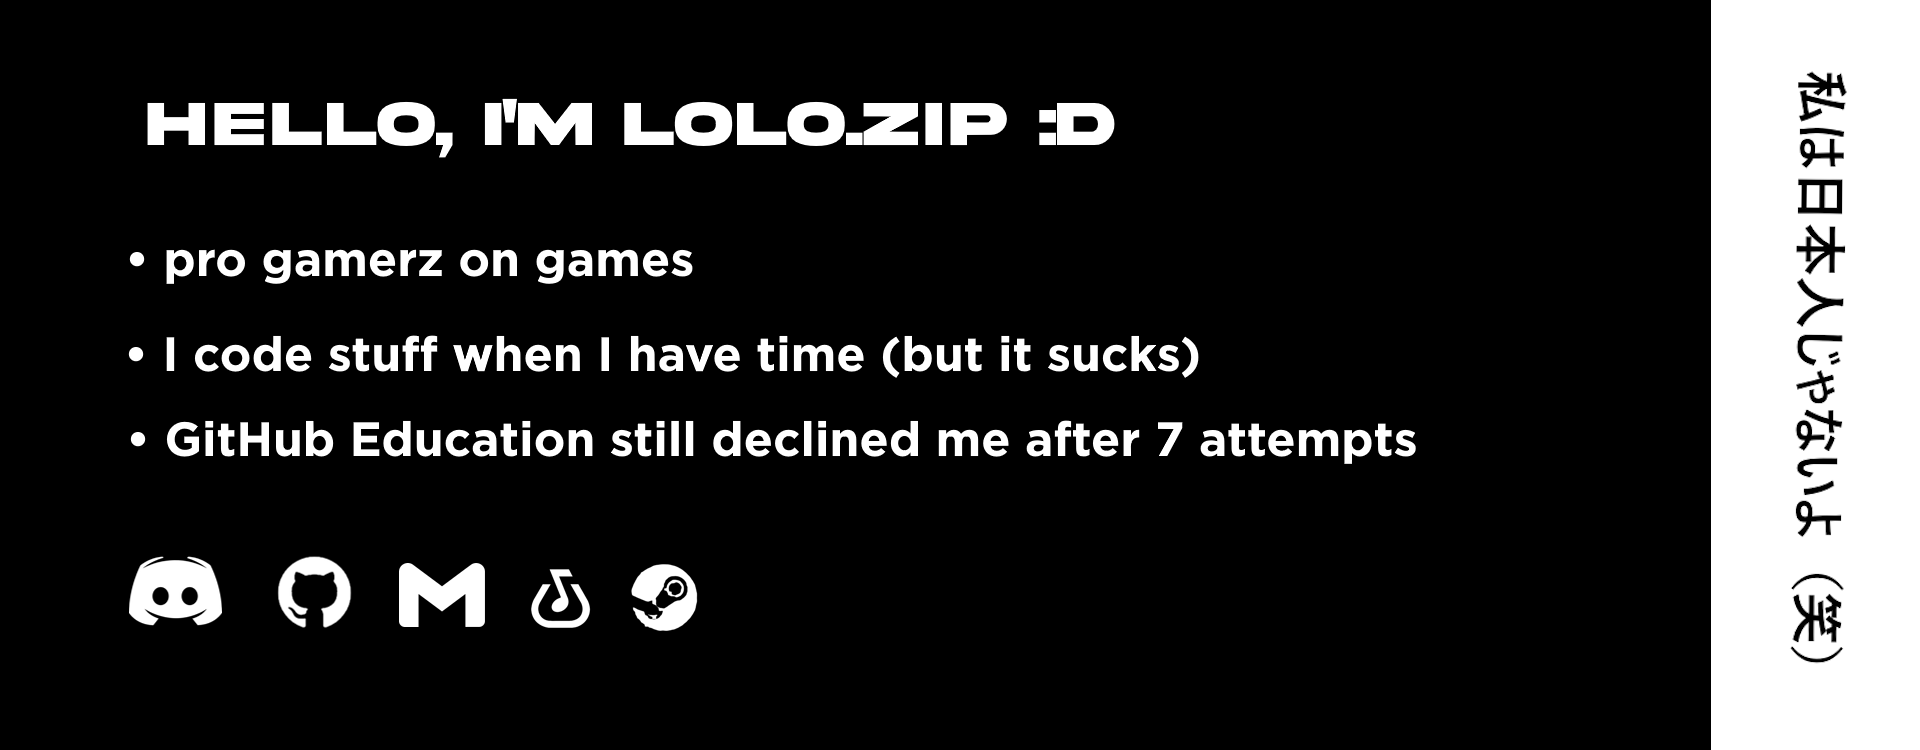 HELLO, I'M LOLO.ZIP :D
• pro gamerz on games
• I code stuff when I have time (but it sucks)
• GitHub Education still declined me after 7 attempts
私は日本人じゃないよ（笑）